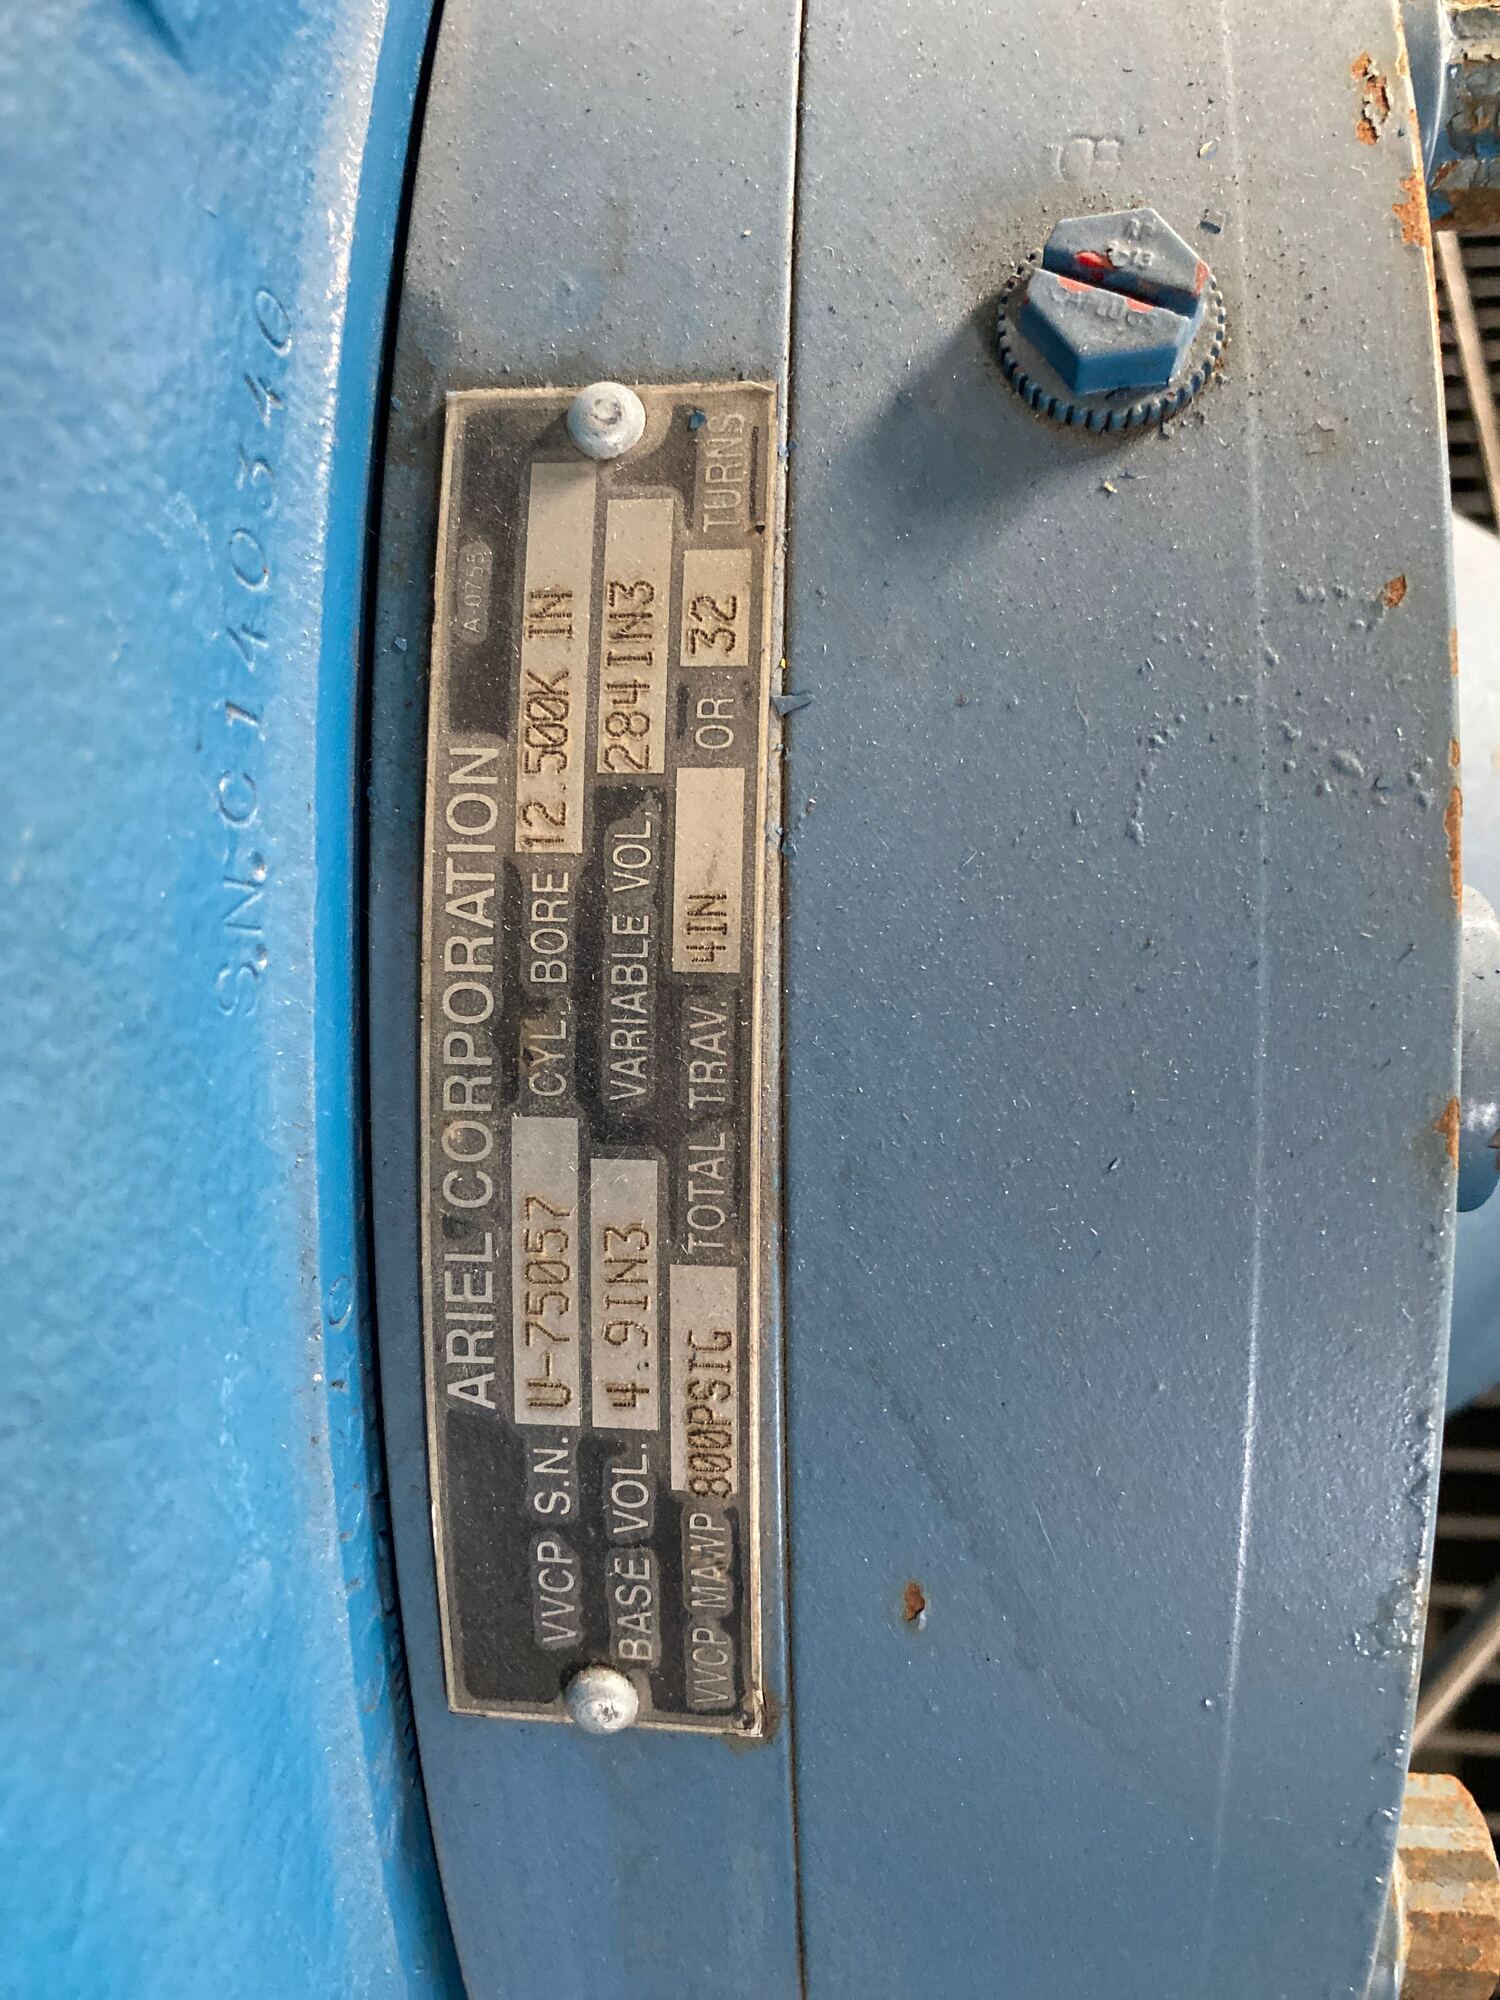 S.N. C140340
ARIEL CORPORATION A-0755
VVCP S.N. U-75057 CYL. BORE 12.500K IN
BASE VOL. 4.9IN3 VARIABLE VOL. 284IN3
VVCP MAWP 800PSIG TOTAL TRAV. 4IN OR 32 TURNS